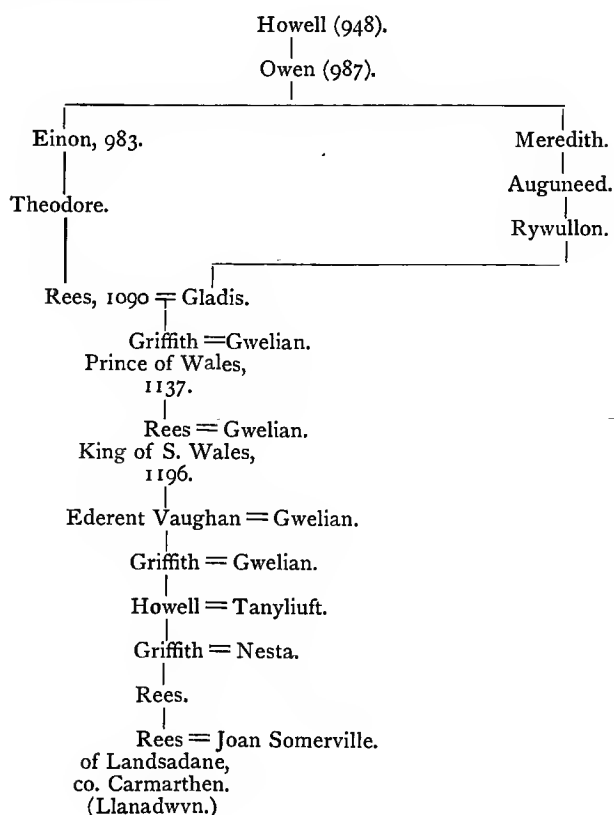 Howell (948).
Owen (987).
Einon, 983. Meredith.
Theodore. Auguneed.
Rywullon.
Rees, 1090 = Gladis.
Griffith = Gwelian.
Prince of Wales,
1137.
Rees = Gwelian.
King of S. Wales,
1196.
Ederent Vaughan = Gwelian.
Griffith = Gwelian.
Howell = Tanyliuft.
Griffith = Nesta.
Rees.
Rees = Joan Somerville.
of Landsadane,
co. Carmarthen.
(Llanadwvn.)